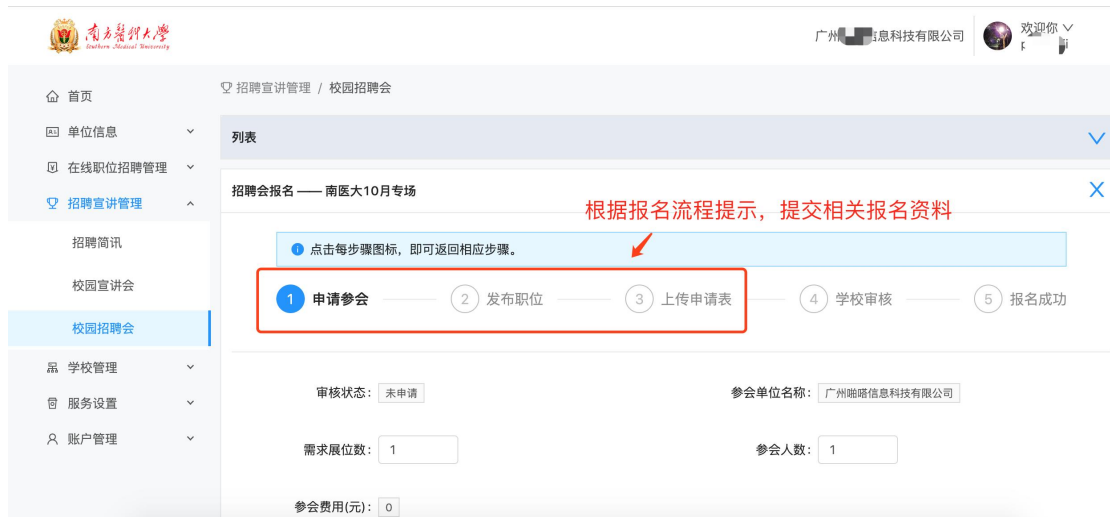 南方医科大学
Southern Medical University
广州 信息科技有限公司
欢迎你
首页
单位信息
在线职位招聘管理
招聘宣讲管理
招聘简讯
校园宣讲会
校园招聘会
学校管理
服务设置
账户管理
招聘宣讲管理 / 校园招聘会
列表
招聘会报名 —— 南医大10月专场
根据报名流程提示，提交相关报名资料
点击每步骤图标，即可返回相应步骤。
1 申请参会 2 发布职位 3 上传申请表 4 学校审核 5 报名成功
审核状态： 未申请 参会单位名称： 广州啪嗒信息科技有限公司
需求展位数： 1 参会人数： 1
参会费用(元)： 0